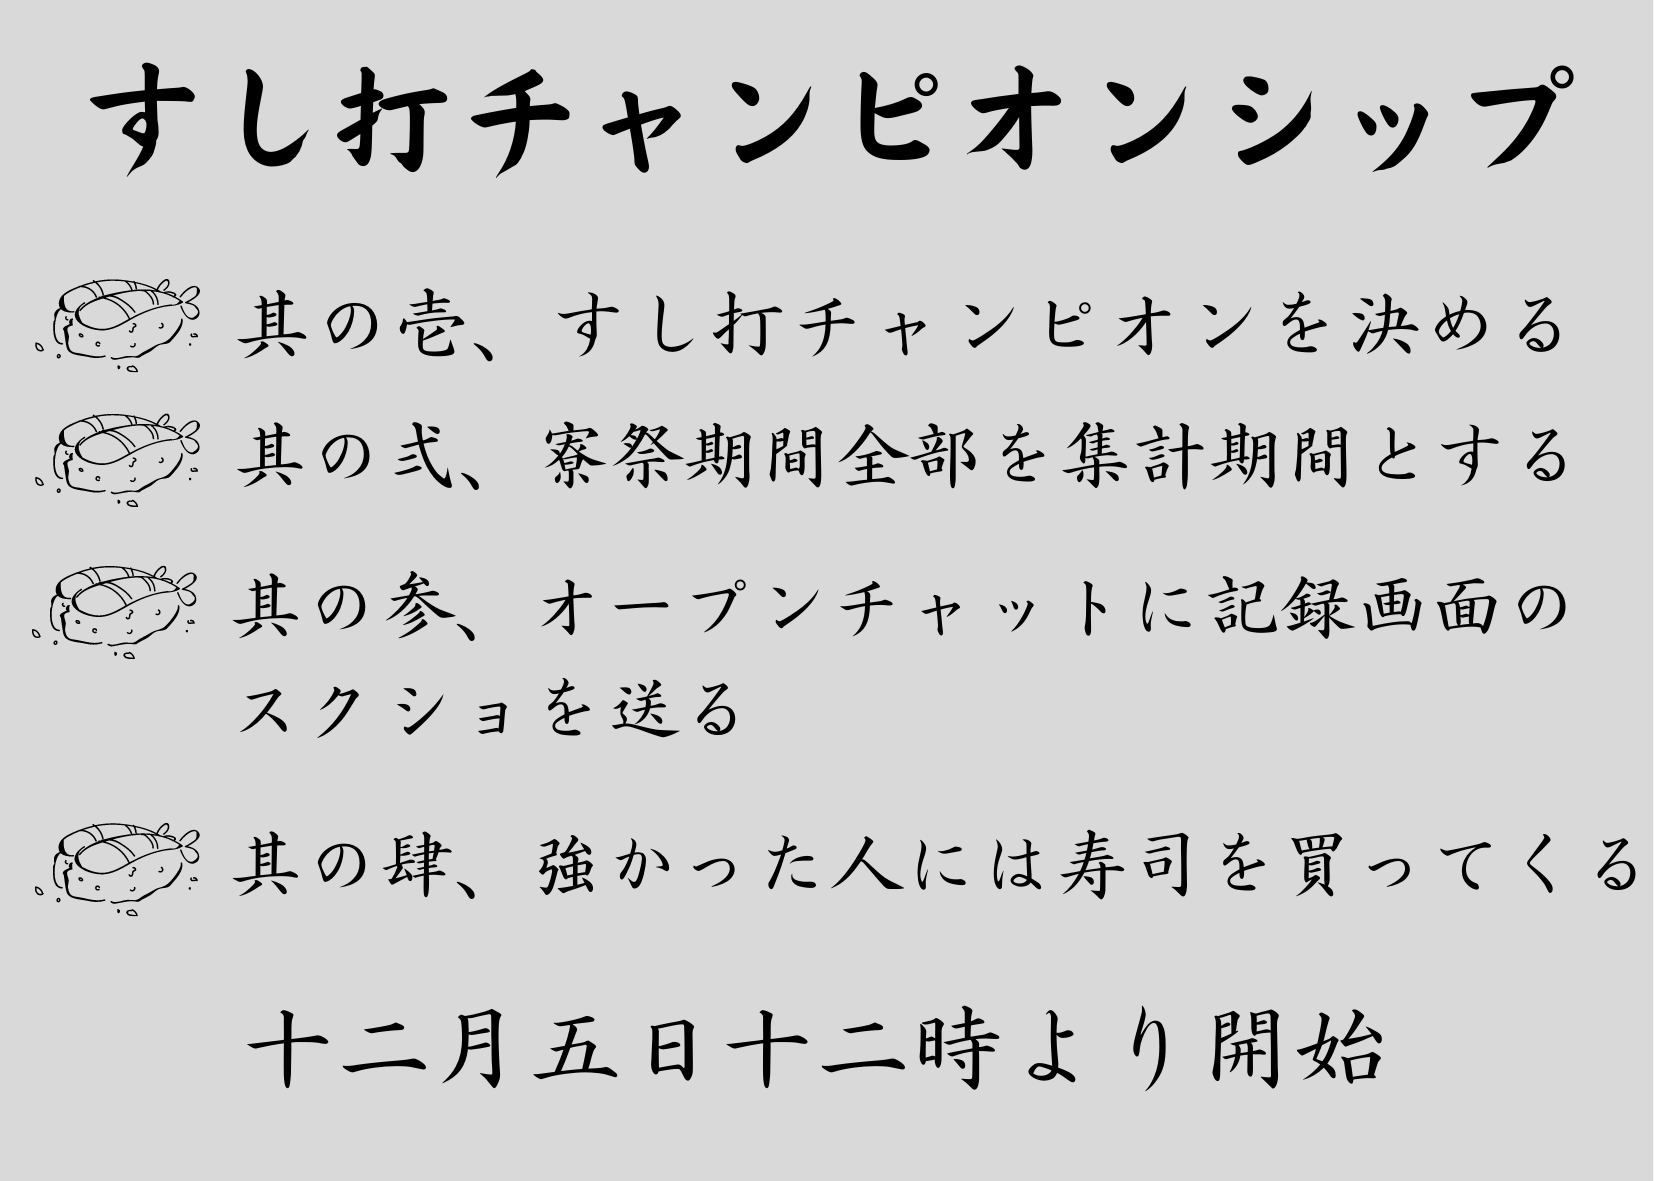 すし打チャンピオンシップ
其の壱、すし打チャンピオンを決める
其の弐、寮祭期間全部を集計期間とする
其の参、オープンチャットに記録画面の
スクショを送る
其の肆、強かった人には寿司を買ってくる
十二月五日十二時より開始